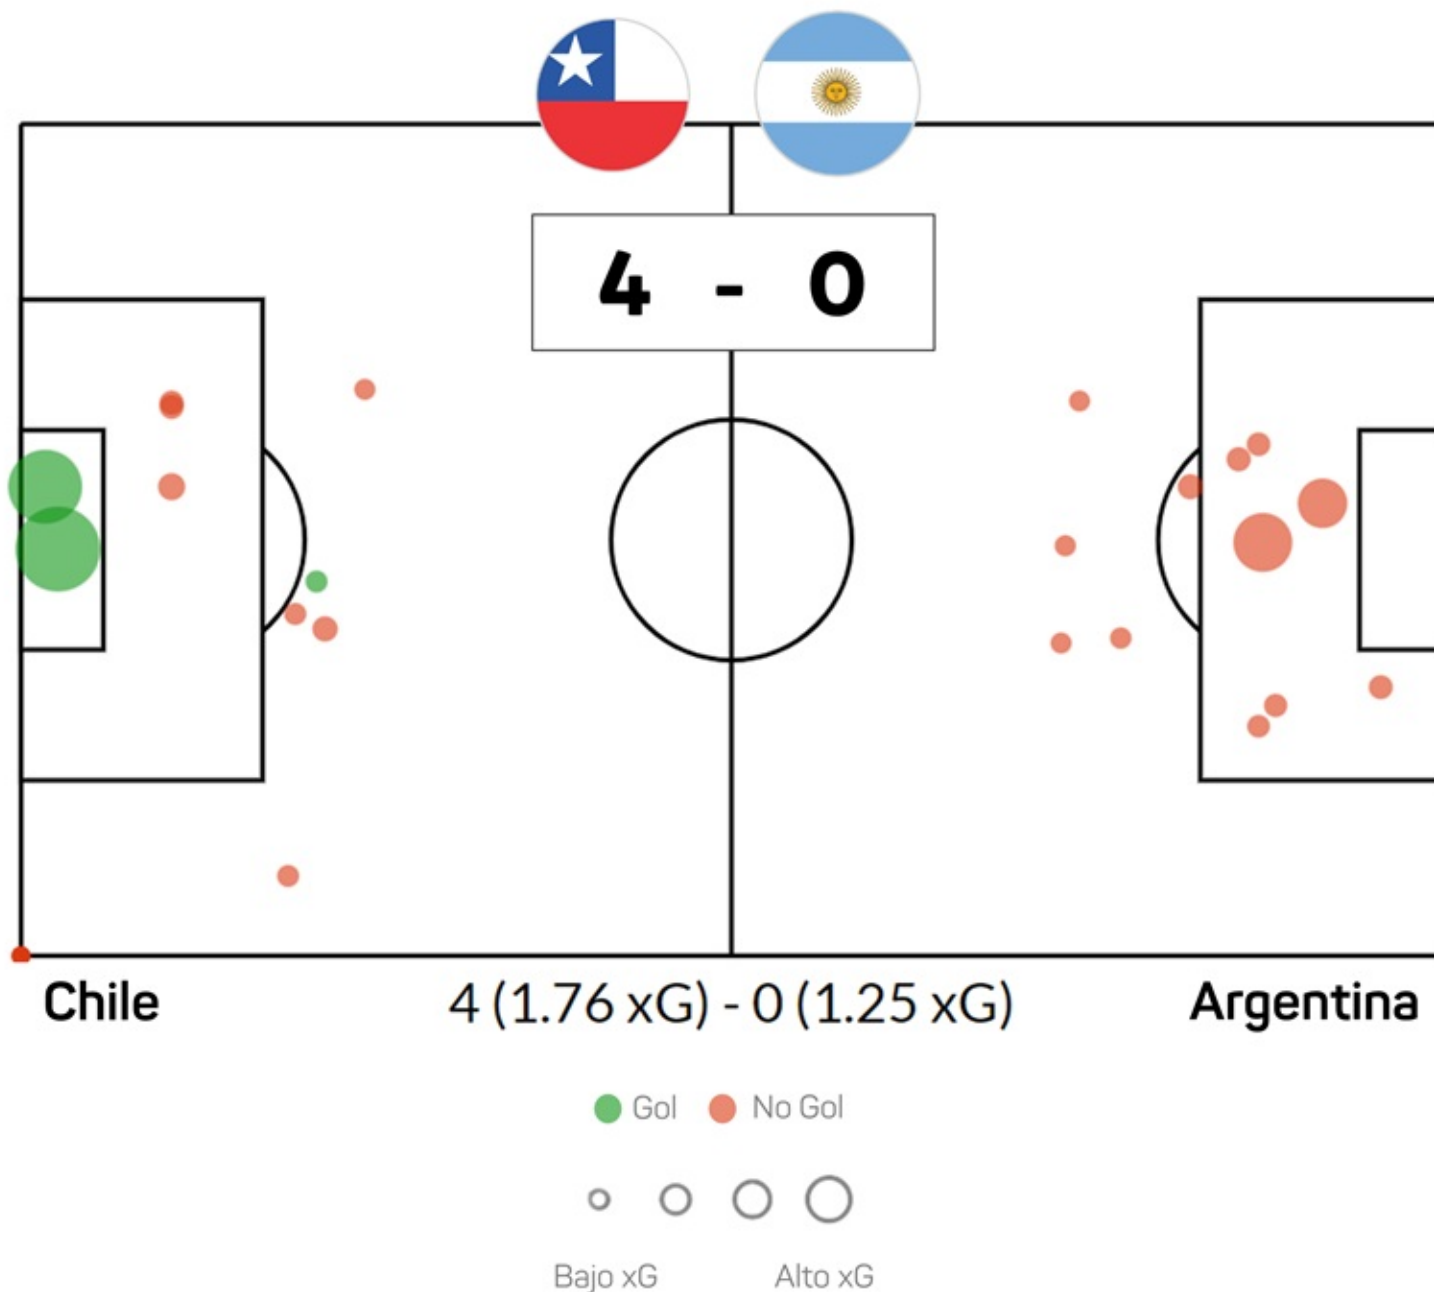 4 - 0
Chile 4 (1.76 xG) - 0 (1.25 xG) Argentina
Gol No Gol
Bajo xG Alto xG